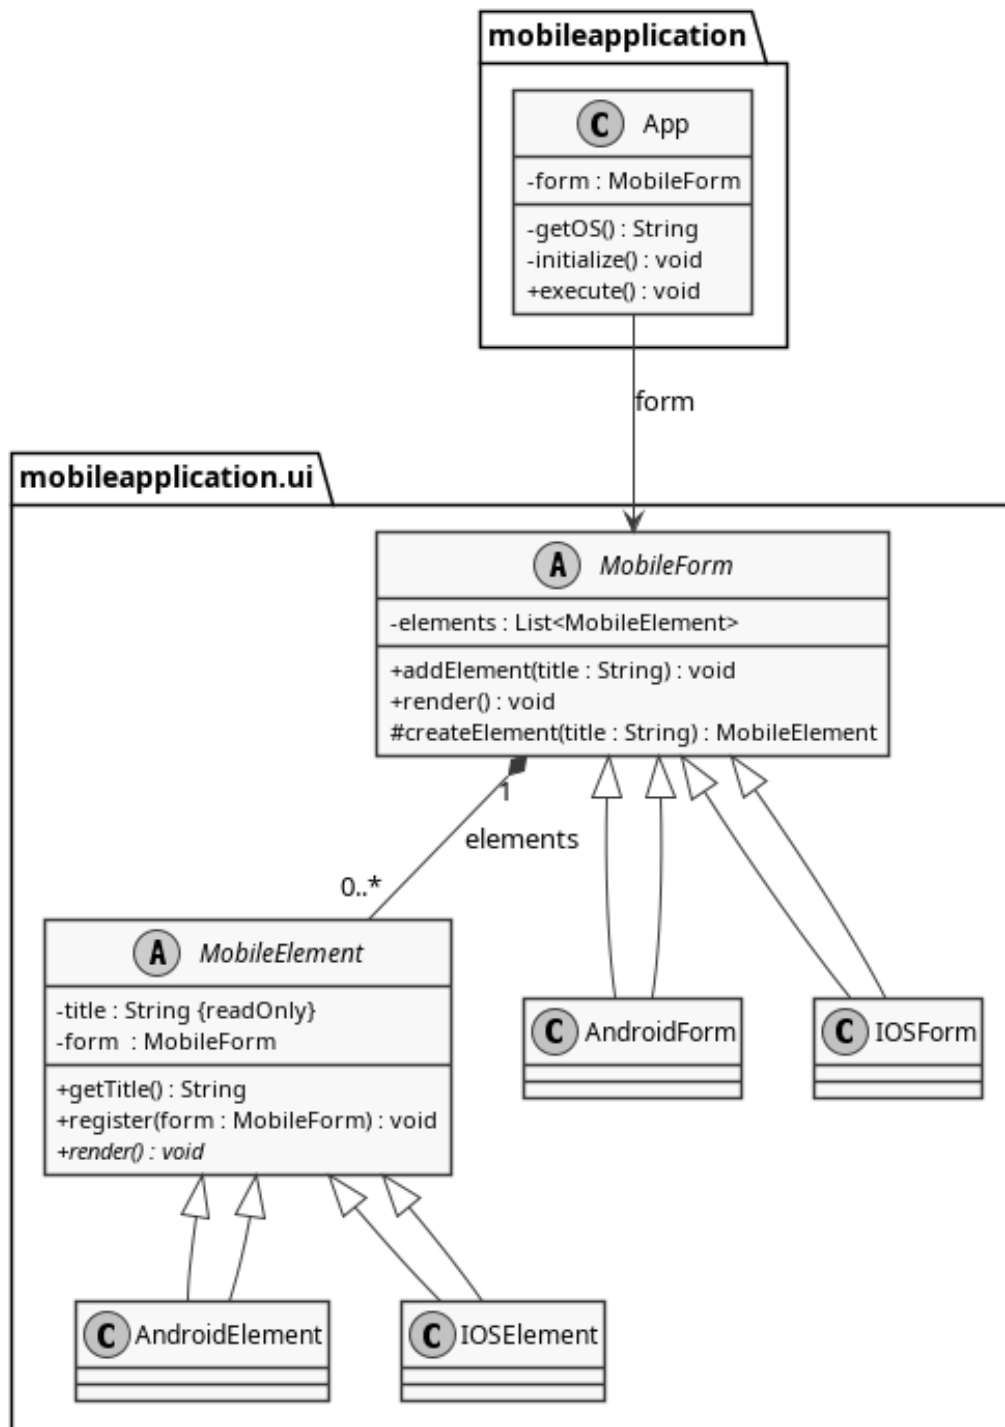 mobileapplication
C App
-form : MobileForm
-getOS() : String
-initialize() : void
+execute() : void
form
mobileapplication.ui
A MobileForm
-elements : List<MobileElement>
+addElement(title : String) : void
+render() : void
#createElement(title : String) : MobileElement
1
elements
0..*
A MobileElement
-title : String {readOnly}
-form  : MobileForm
+getTitle() : String
+register(form : MobileForm) : void
+render() : void
C AndroidForm
C IOSForm
C AndroidElement
C IOSElement